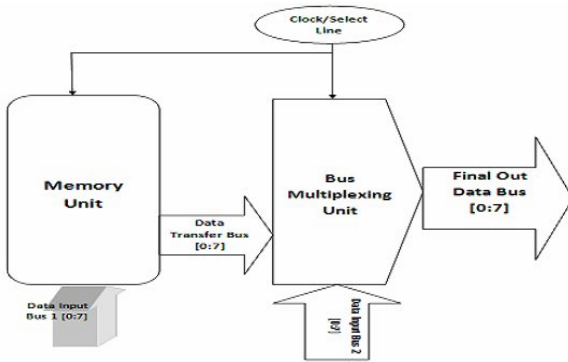 Clock/Select
Line
Memory
Unit
Bus
Multiplexing
Unit
Final Out
Data Bus
[0:7]
Data
Transfer Bus
[0:7]
Data Input
Bus 1 [0:7]
Data Input Bus 2
[0:7]